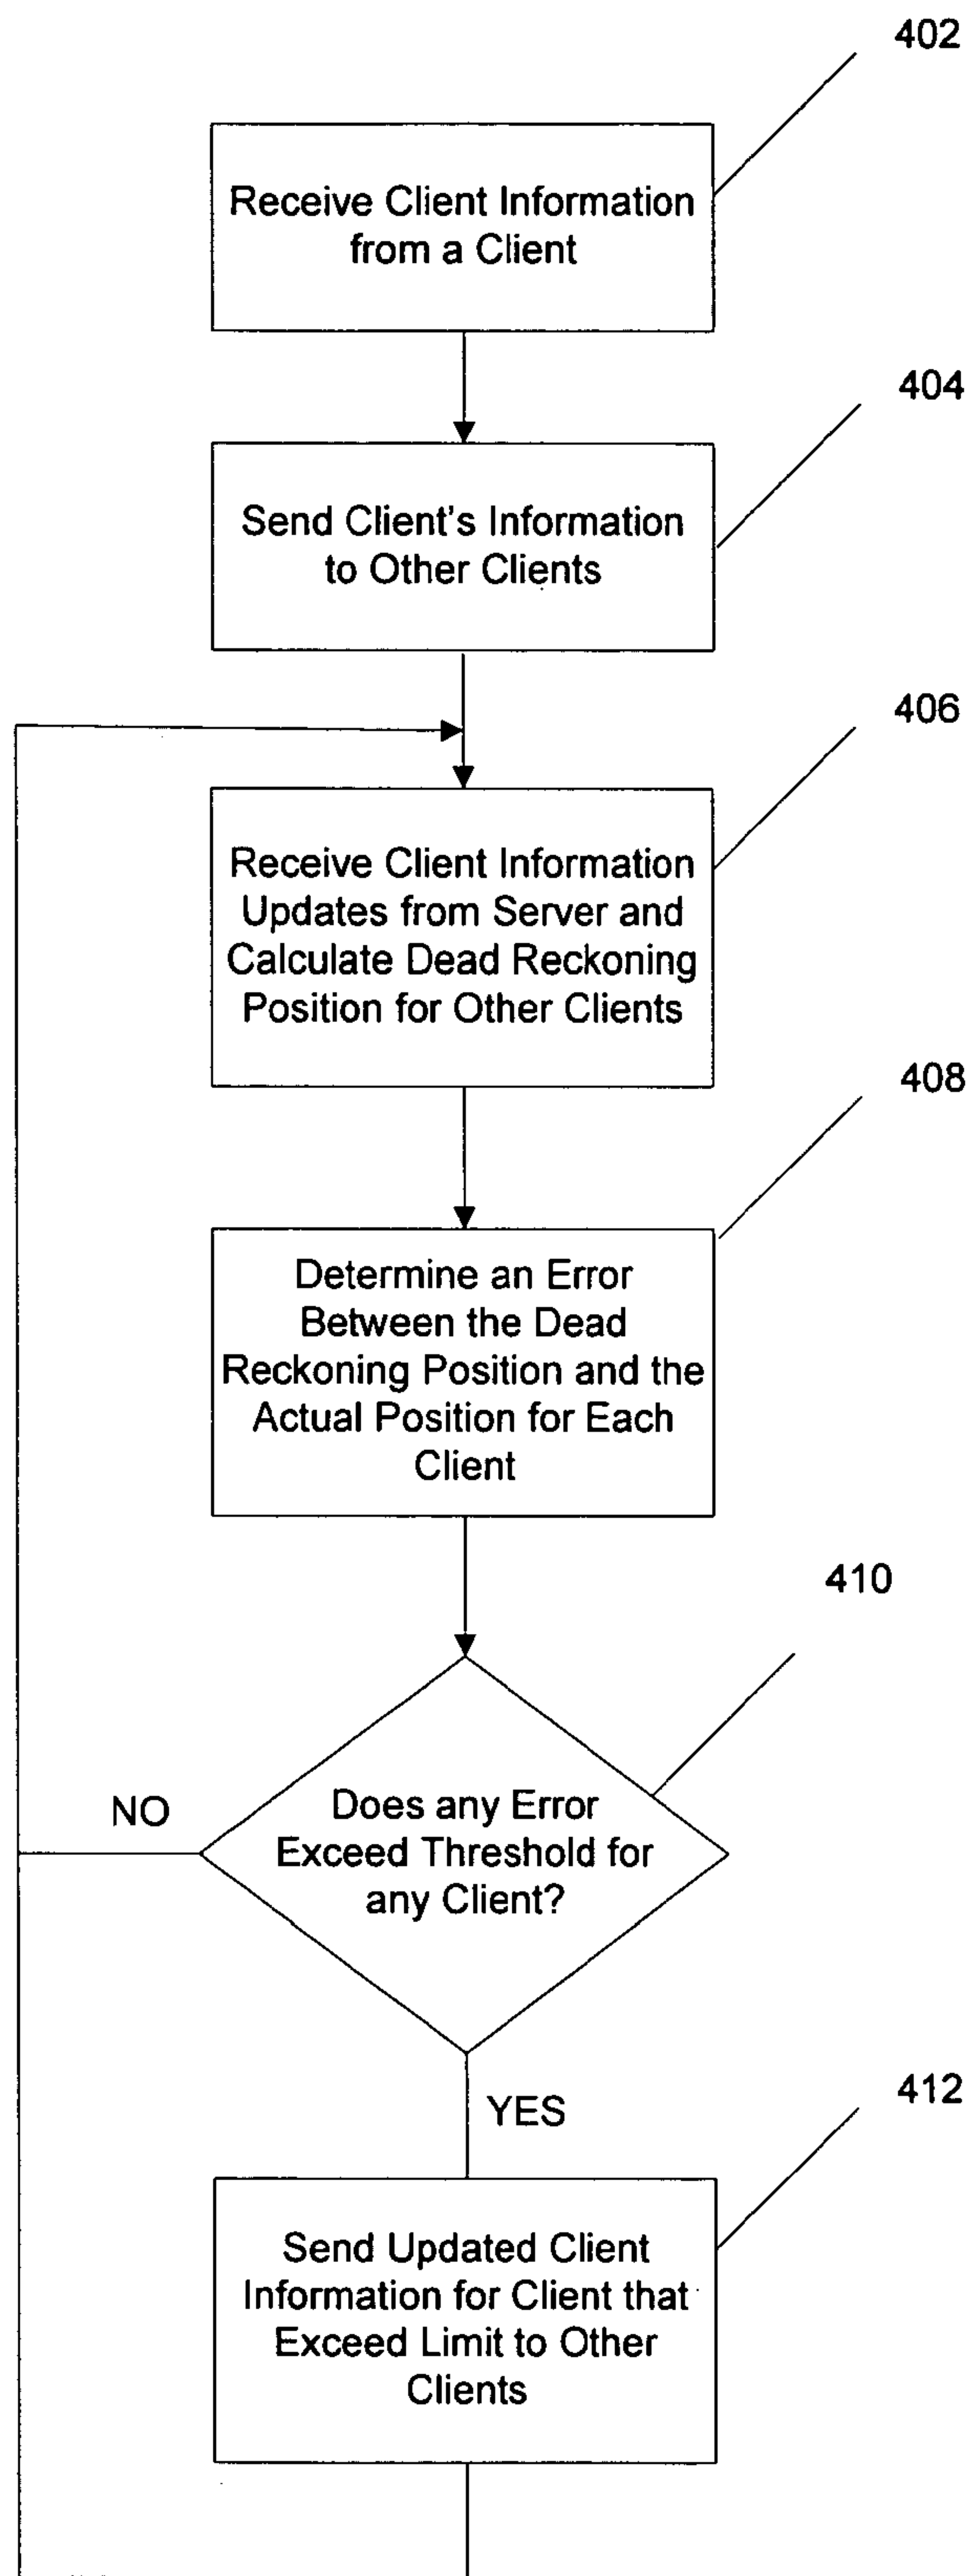 402
Receive Client Information
from a Client
404
Send Client's Information
to Other Clients
406
Receive Client Information
Updates from Server and
Calculate Dead Reckoning
Position for Other Clients
408
Determine an Error
Between the Dead
Reckoning Position and the
Actual Position for Each
Client
410
NO
Does any Error
Exceed Threshold for
any Client?
YES
412
Send Updated Client
Information for Client that
Exceed Limit to Other
Clients